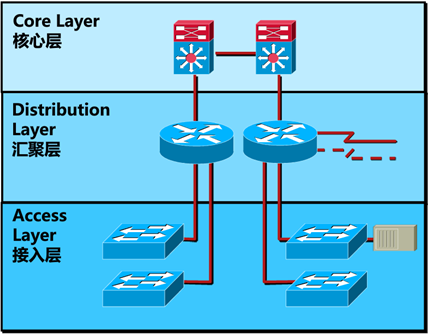 Core Layer
核心层
Distribution
Layer
汇聚层
Access
Layer
接入层